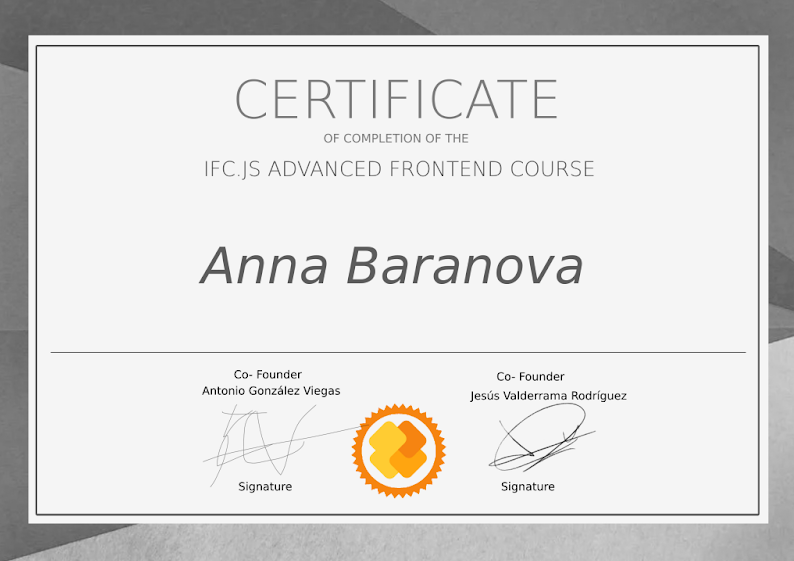 CERTIFICATE
OF COMPLETION OF THE
IFC.JS ADVANCED FRONTEND COURSE
Anna Baranova
Co- Founder
Antonio González Viegas
Signature
Co- Founder
Jesús Valderrama Rodríguez
Signature